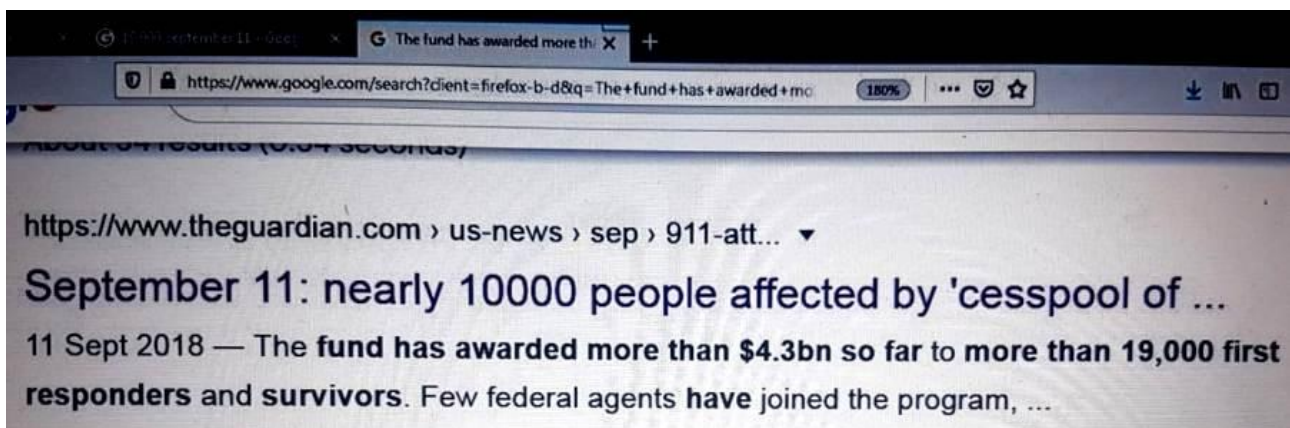 The fund has awarded more th
https://www.google.com/search?client=firefox-b-d&q=The+fund+has+awarded+mo 180%
https://www.theguardian.com › us-news › sep › 911-att...
September 11: nearly 10000 people affected by 'cesspool of ...
11 Sept 2018 — The fund has awarded more than $4.3bn so far to more than 19,000 first
responders and survivors. Few federal agents have joined the program, ...